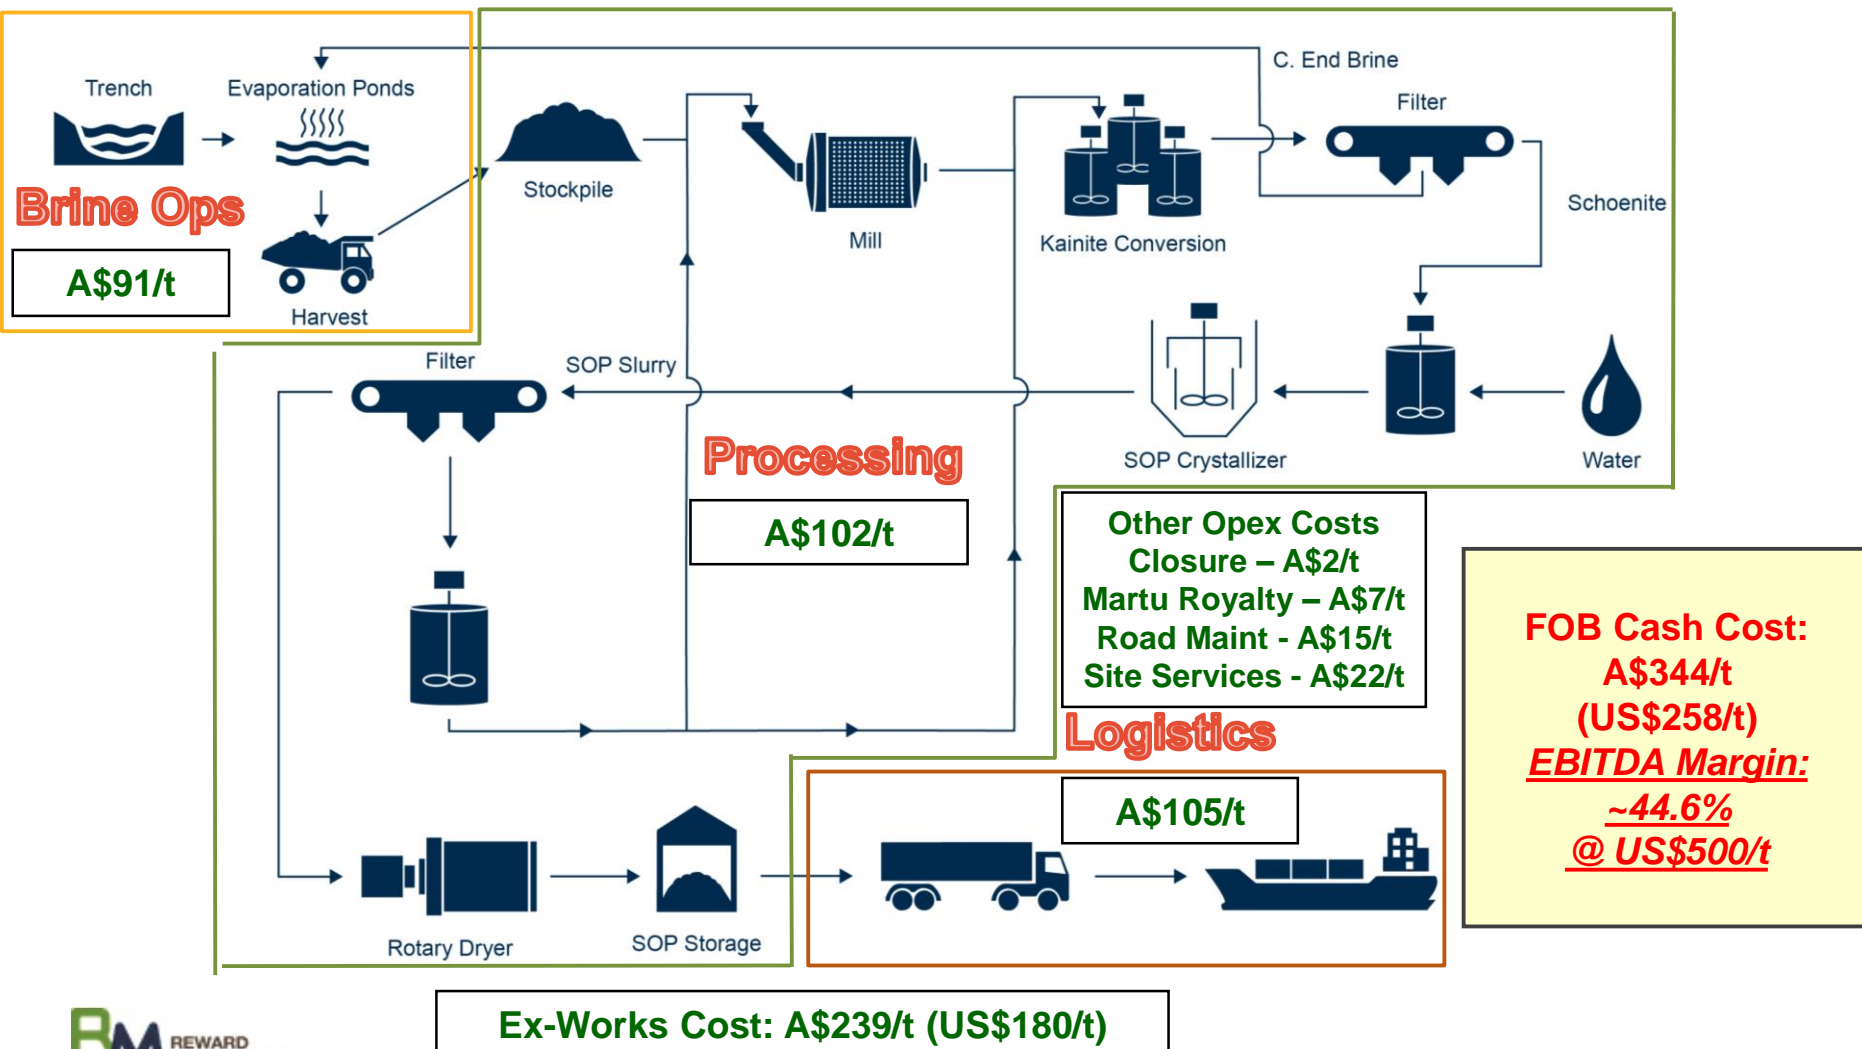 C. End Brine
Trench
Evaporation Ponds
Filter
Stockpile
Schoenite
Brine Ops
Mill
Kainite Conversion
A$91/t
Harvest
Filter
SOP Slurry
SOP Crystallizer
Water
Processing
A$102/t
Other Opex Costs
Closure – A$2/t
Martu Royalty – A$7/t
Road Maint - A$15/t
Site Services - A$22/t
FOB Cash Cost:
A$344/t
(US$258/t)
EBITDA Margin:
~44.6%
@ US$500/t
Logistics
A$105/t
Rotary Dryer
SOP Storage
Ex-Works Cost: A$239/t (US$180/t)
RM
REWARD